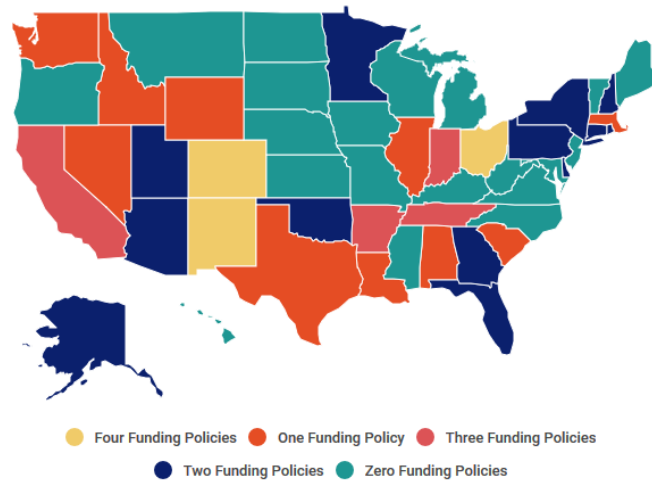 Four Funding Policies One Funding Policy Three Funding Policies
Two Funding Policies Zero Funding Policies